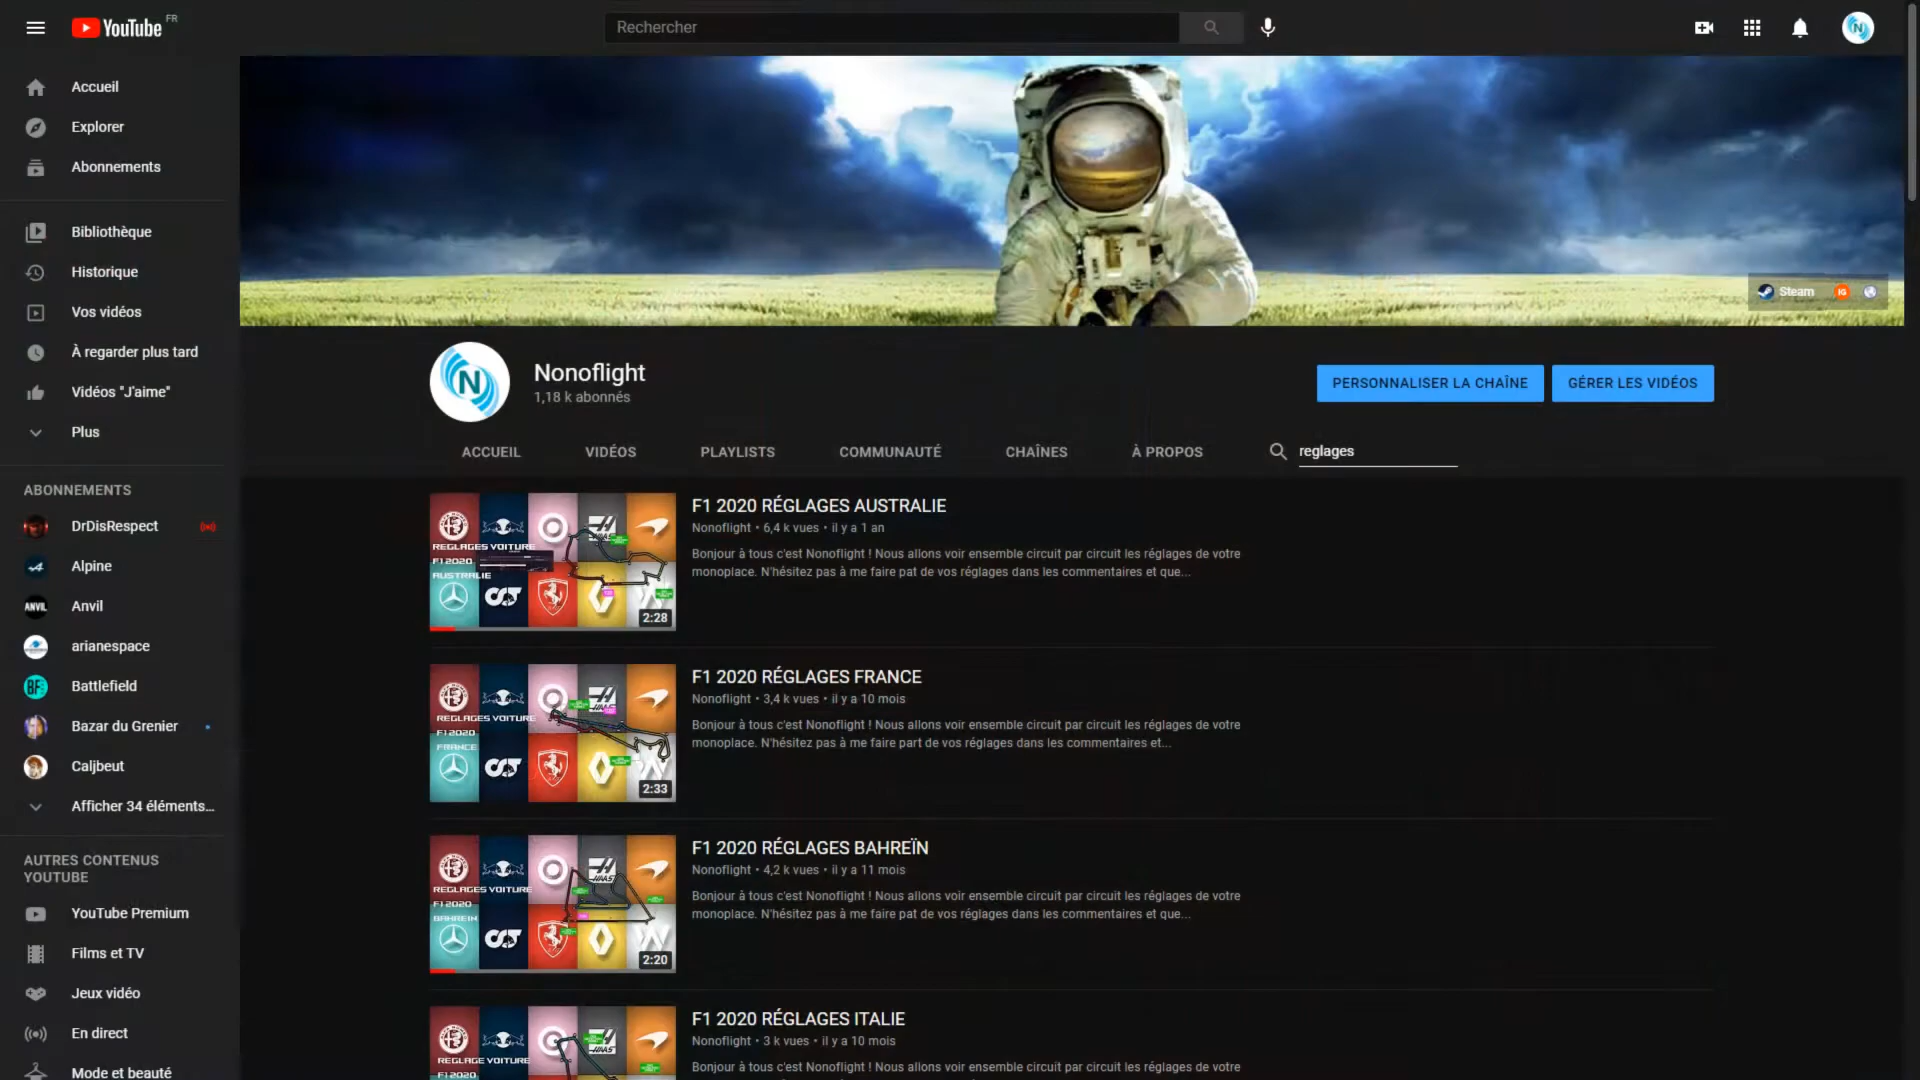 YouTube FR
Rechercher
Accueil
Explorer
Abonnements
Bibliothèque
Historique
Vos vidéos
À regarder plus tard
Vidéos "J'aime"
Plus
ABONNEMENTS
DrDisRespect
Alpine
ANVIL
Anvil
arianespace
BF
Battlefield
Bazar du Grenier
Caljbeut
Afficher 34 éléments...
AUTRES CONTENUS
YOUTUBE
YouTube Premium
Films et TV
Jeux vidéo
En direct
Mode et beauté
Steam
IG
N
Nonoflight
1,18 k abonnés
PERSONNALISER LA CHAÎNE
GÉRER LES VIDÉOS
ACCUEIL
VIDÉOS
PLAYLISTS
COMMUNAUTÉ
CHAÎNES
À PROPOS
reglages
REGLAGES VOITURE
F1 2020
AUSTRALIE
2:28
F1 2020 RÉGLAGES AUSTRALIE
Nonoflight • 6,4 k vues • il y a 1 an
Bonjour à tous c'est Nonoflight ! Nous allons voir ensemble circuit par circuit les réglages de votre
monoplace. N'hésitez pas à me faire pat de vos réglages dans les commentaires et que...
REGLAGES VOITURE
F1 2020
FRANCE
2:33
F1 2020 RÉGLAGES FRANCE
Nonoflight • 3,4 k vues • il y a 10 mois
Bonjour à tous c'est Nonoflight ! Nous allons voir ensemble circuit par circuit les réglages de votre
monoplace. N'hésitez pas à me faire part de vos réglages dans les commentaires et...
HAAS
REGLAGES VOITURE
F1 2020
BAHREIN
2:20
F1 2020 RÉGLAGES BAHREÏN
Nonoflight • 4,2 k vues • il y a 11 mois
Bonjour à tous c'est Nonoflight ! Nous allons voir ensemble circuit par circuit les réglages de votre
monoplace. N'hésitez pas à me faire pat de vos réglages dans les commentaires et que...
HAAS
REGLAGE VOITURE
F1 2020
F1 2020 RÉGLAGES ITALIE
Nonoflight • 3 k vues • il y a 10 mois
Bonjour à tous c'est Nonoflight ! Nous allons voir ensemble circuit par circuit les réglages de votre